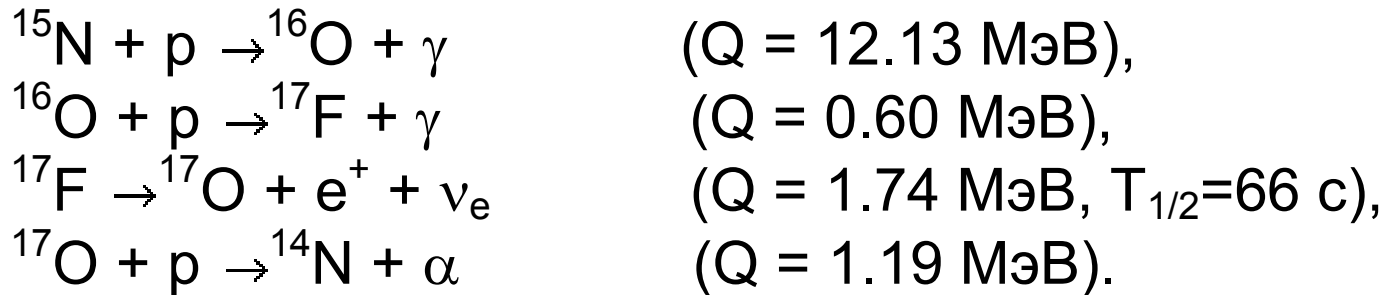 ¹⁵N + p →¹⁶O + γ (Q = 12.13 МэВ),
¹⁶O + p →¹⁷F + γ (Q = 0.60 МэВ),
¹⁷F →¹⁷O + e⁺ + νₑ (Q = 1.74 МэВ, T₁/₂=66 с),
¹⁷O + p →¹⁴N + α (Q = 1.19 МэВ).